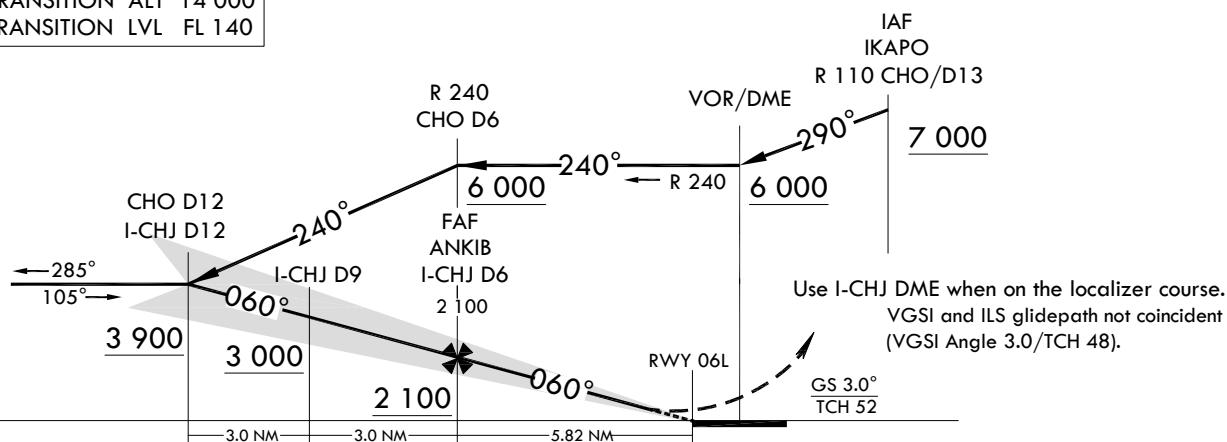 TRANSITION ALT 14 000
TRANSITION LVL FL 140
IAF
IKAPO
R 110 CHO/D13
7 000
290°
VOR/DME
6 000
R 240
CHO D6
240°
R 240
6 000
240°
CHO D12
I-CHJ D12
285°
105°
3 900
060°
I-CHJ D9
3 000
FAF
ANKIB
I-CHJ D6
2 100
2 100
060°
RWY 06L
Use I-CHJ DME when on the localizer course.
VGSI and ILS glidepath not coincident
(VGSI Angle 3.0/TCH 48).
GS 3.0°
TCH 52
3.0 NM
3.0 NM
5.82 NM